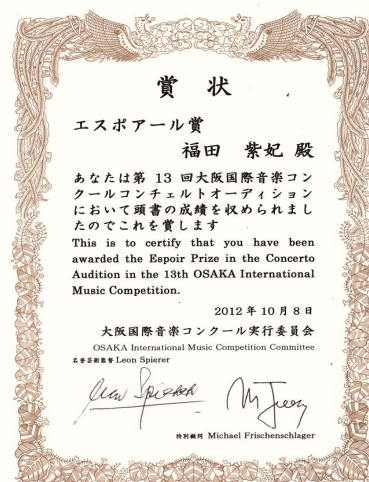 賞状
エスポアール賞
福田 紫妃 殿
あなたは第 13 回大阪国際音楽コン
クールコンチェルトオーディション
において頭書の成績を収められまし
たのでこれを賞します
This is to certify that you have been
awarded the Espoir Prize in the Concerto
Audition in the 13th OSAKA International
Music Competition.
2012 年 10 月 8 日
大阪国際音楽コンクール実行委員会
OSAKA International Music Competition Committee
名誉芸術監督 Leon Spierer
Leon Spierer
特別顧問 Michael Frischenschlager